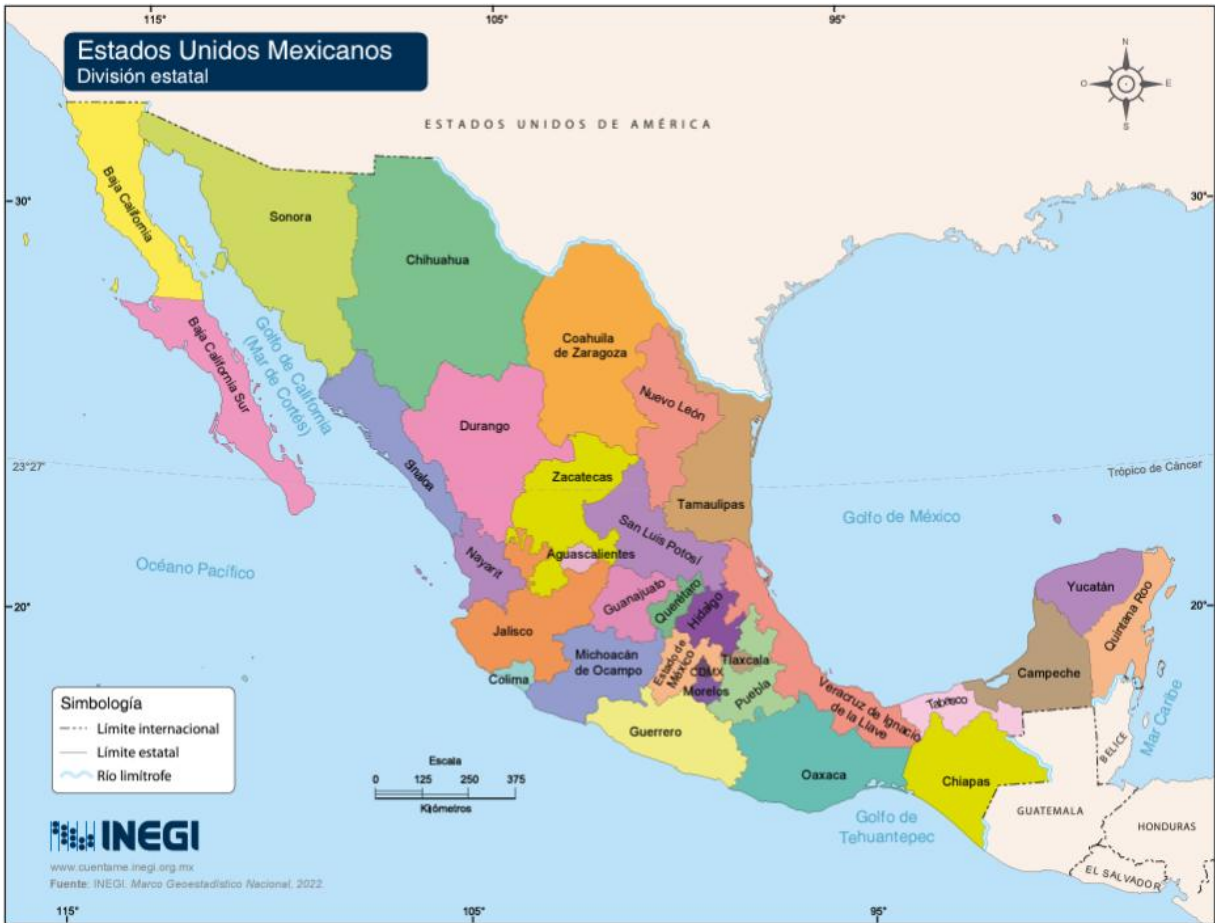 115°
105°
95°
Estados Unidos Mexicanos
División estatal
N
O
E
S
ESTADOS UNIDOS DE AMÉRICA
30°
30°
Baja California
Sonora
Chihuahua
Coahuila
de Zaragoza
Baja California Sur
Golfo de California
(Mar de Cortés)
Nuevo León
Durango
Sinaloa
23°27'
Trópico de Cáncer
Zacatecas
Tamaulipas
San Luis Potosí
Golfo de México
Océano Pacífico
Nayarit
Aguascalientes
Yucatán
Quintana Roo
20°
20°
Guanajuato
Querétaro
Hidalgo
Jalisco
Michoacán
de Ocampo
Estado de
México
Tlaxcala
CDMX
Colima
Morelos
Puebla
Campeche
Veracruz de Ignacio
de la Llave
Tabasco
Mar Caribe
BELICE
Guerrero
Oaxaca
Chiapas
Simbología
Límite internacional
Límite estatal
Río limítrofe
Escala
0 125 250 375
Kilómetros
Golfo de
Tehuantepec
GUATEMALA
HONDURAS
EL SALVADOR
INEGI
www.cuentame.inegi.org.mx
Fuente: INEGI. Marco Geoestadístico Nacional, 2022.
115°
105°
95°